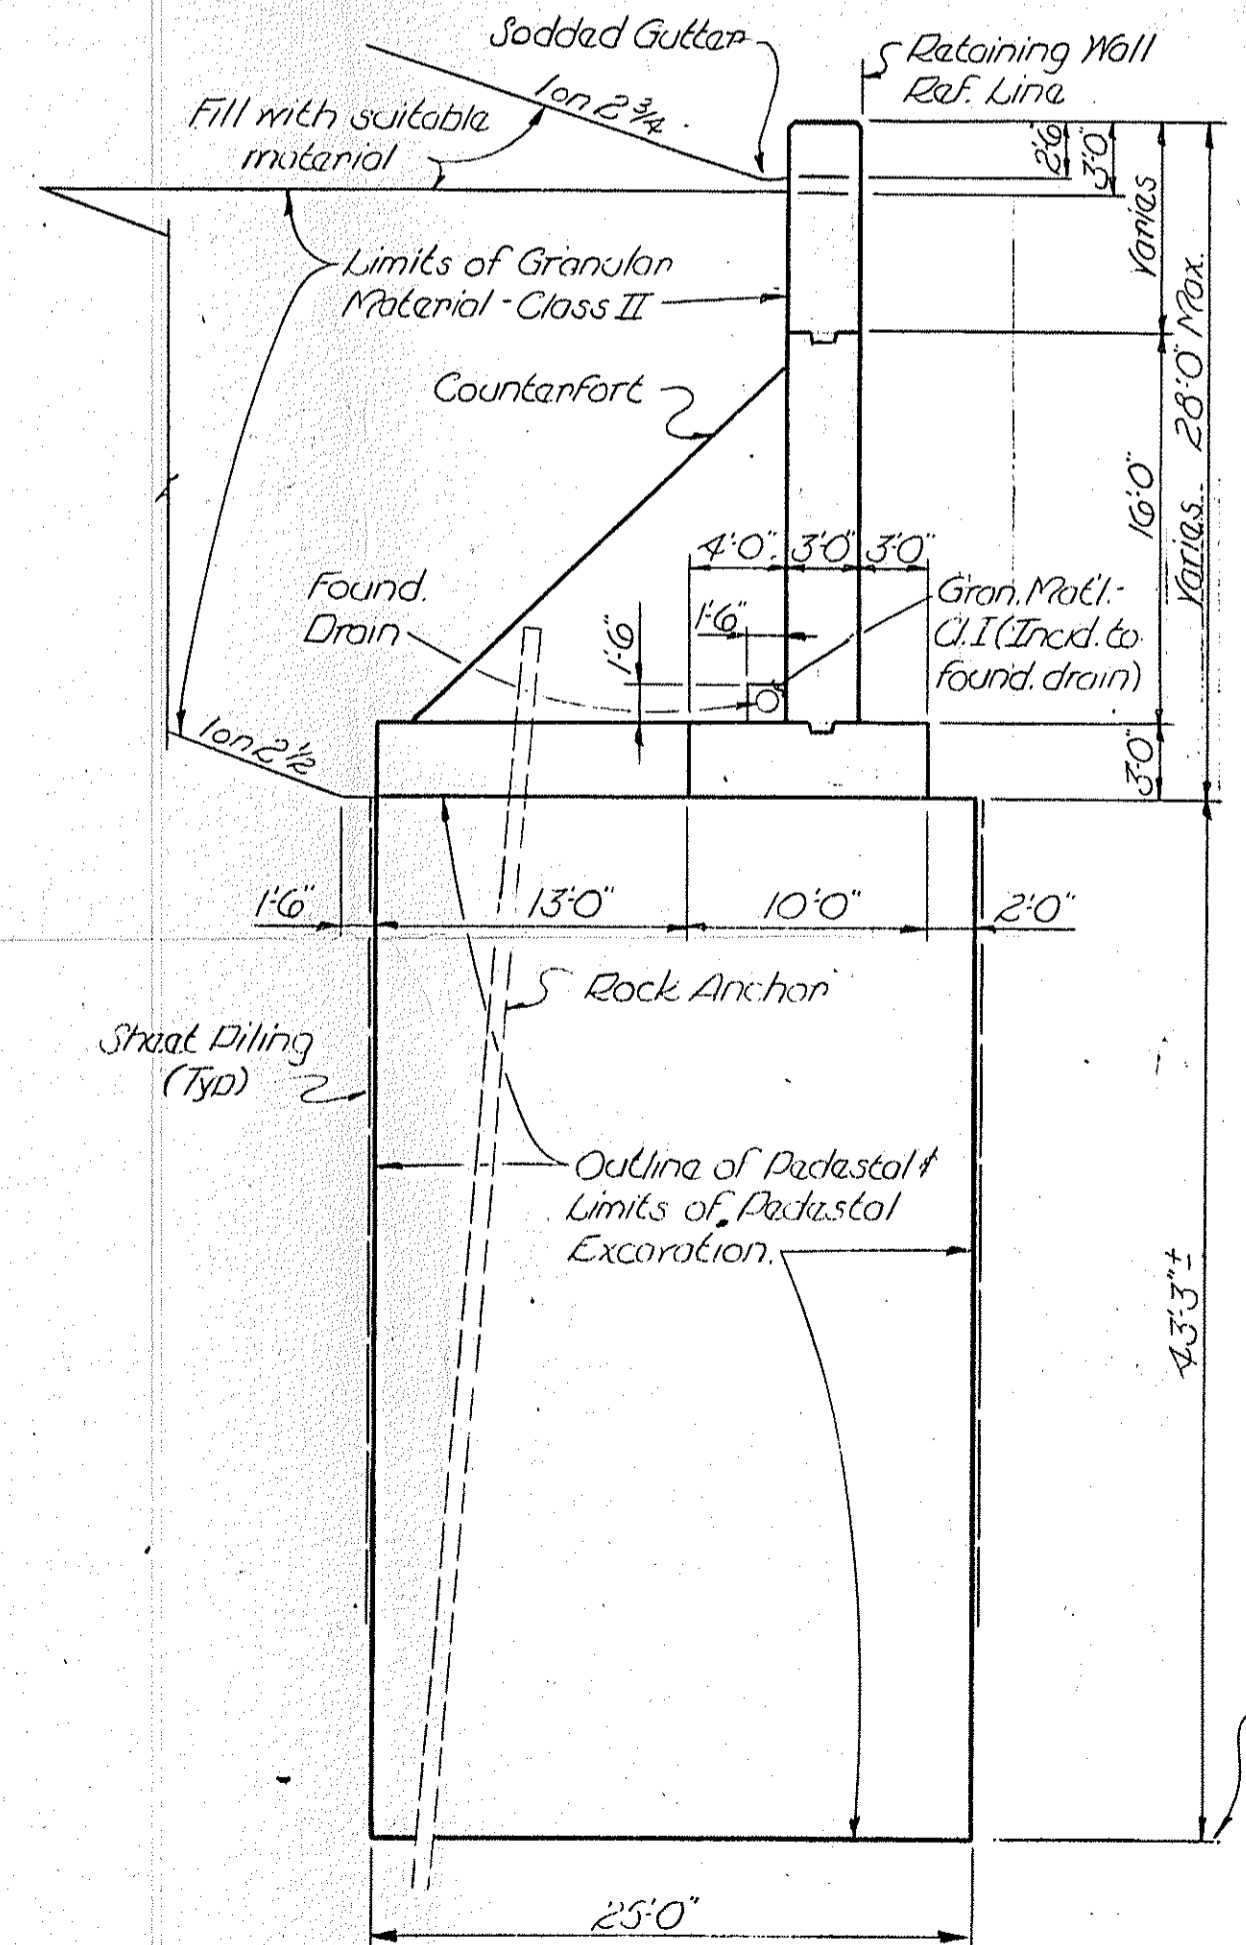 Sodded Gutter
Retaining Wall
Ref. Line
1 on 2 3/4
Fill with suitable
material
2'-6"
3'-0"
Varies
Limits of Granular
Material - Class II
Varies 28'-0" Max.
Counterfort
16'-0"
4'-0" 3'-0" 3'-0"
Found.
Drain
1'-6"
1'-6"
Gran. Mat'l.-
Cl. I (Incid. to
found. drain)
1 on 2 1/2
3'-0"
1'-6" 13'-0" 10'-0" 2'-0"
Rock Anchor
Sheet Piling
(Typ)
Outline of Pedestal &
Limits of Pedestal
Excavation.
43'-3" ±
25'-0"